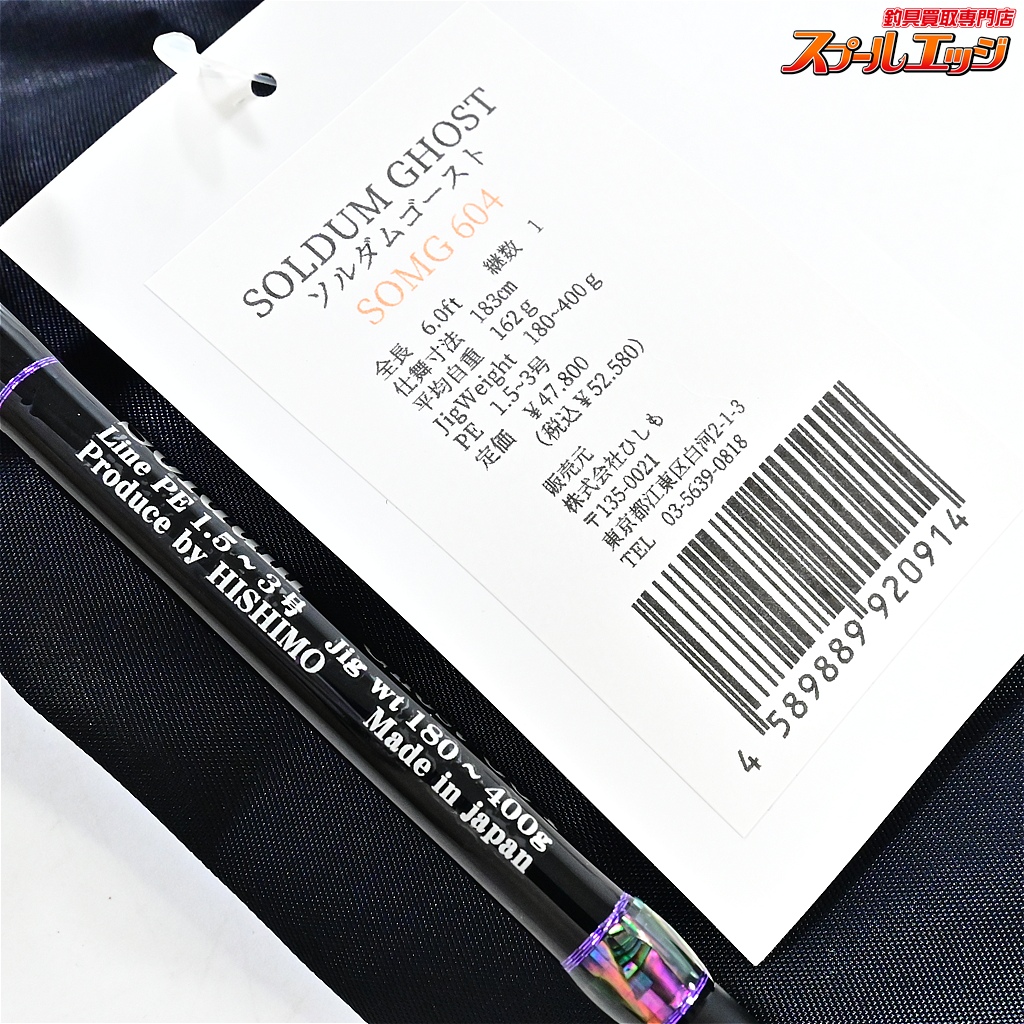 釣具買取専門店
スプールエッジ
SOLDUM GHOST
ソルダムゴースト
SOMG 604
全長 6.0ft 継数 1
仕舞寸法 183cm
平均自重 162g
JigWeight 180~400g
PE 1.5~3号
定価 ￥47.800
(税込￥52.580)
販売元
株式会社ひしも
〒135-0021
東京都江東区白河2-1-3
TEL 03-5639-0818
4 589889 920914
Line PE 1.5～3号 Jig wt 180～400g
Produce by HISHIMO Made in japan